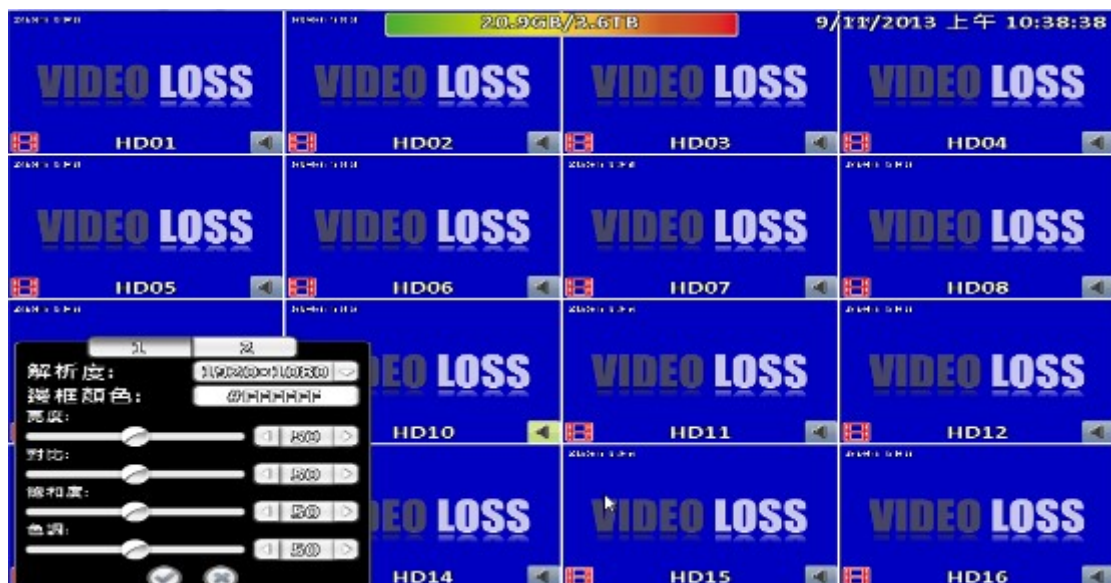 20.9GB/3.6TB
9/11/2013 上午 10:38:38
VIDEO LOSS VIDEO LOSS VIDEO LOSS VIDEO LOSS
HD01 HD02 HD03 HD04
VIDEO LOSS VIDEO LOSS VIDEO LOSS VIDEO LOSS
HD05 HD06 HD07 HD08
1 2
解析度: 1920x1080
邊框顏色: #FFFFFF
亮度:
50
對比:
50
飽和度:
50
色調:
50
EO LOSS VIDEO LOSS VIDEO LOSS
HD10 HD11 HD12
EO LOSS VIDEO LOSS VIDEO LOSS
HD14 HD15 HD16